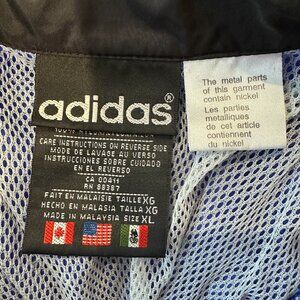 adidas®
CARE INSTRUCTIONS ON REVERSE SIDE
MODE DE LAVAGE AU VERSO
INSTRUCCIONES SOBRE CUIDADO
EN EL REVERSO
CA 00411
RN 88387
FAIT EN MALAISIE TAILLE XG
HECHO EN MALASIA TALLA XG
MADE IN MALAYSIA SIZE XL
The metal parts
of this garment
contain nickel
Les parties
metalliques
de cet article
contiennent
du nickel